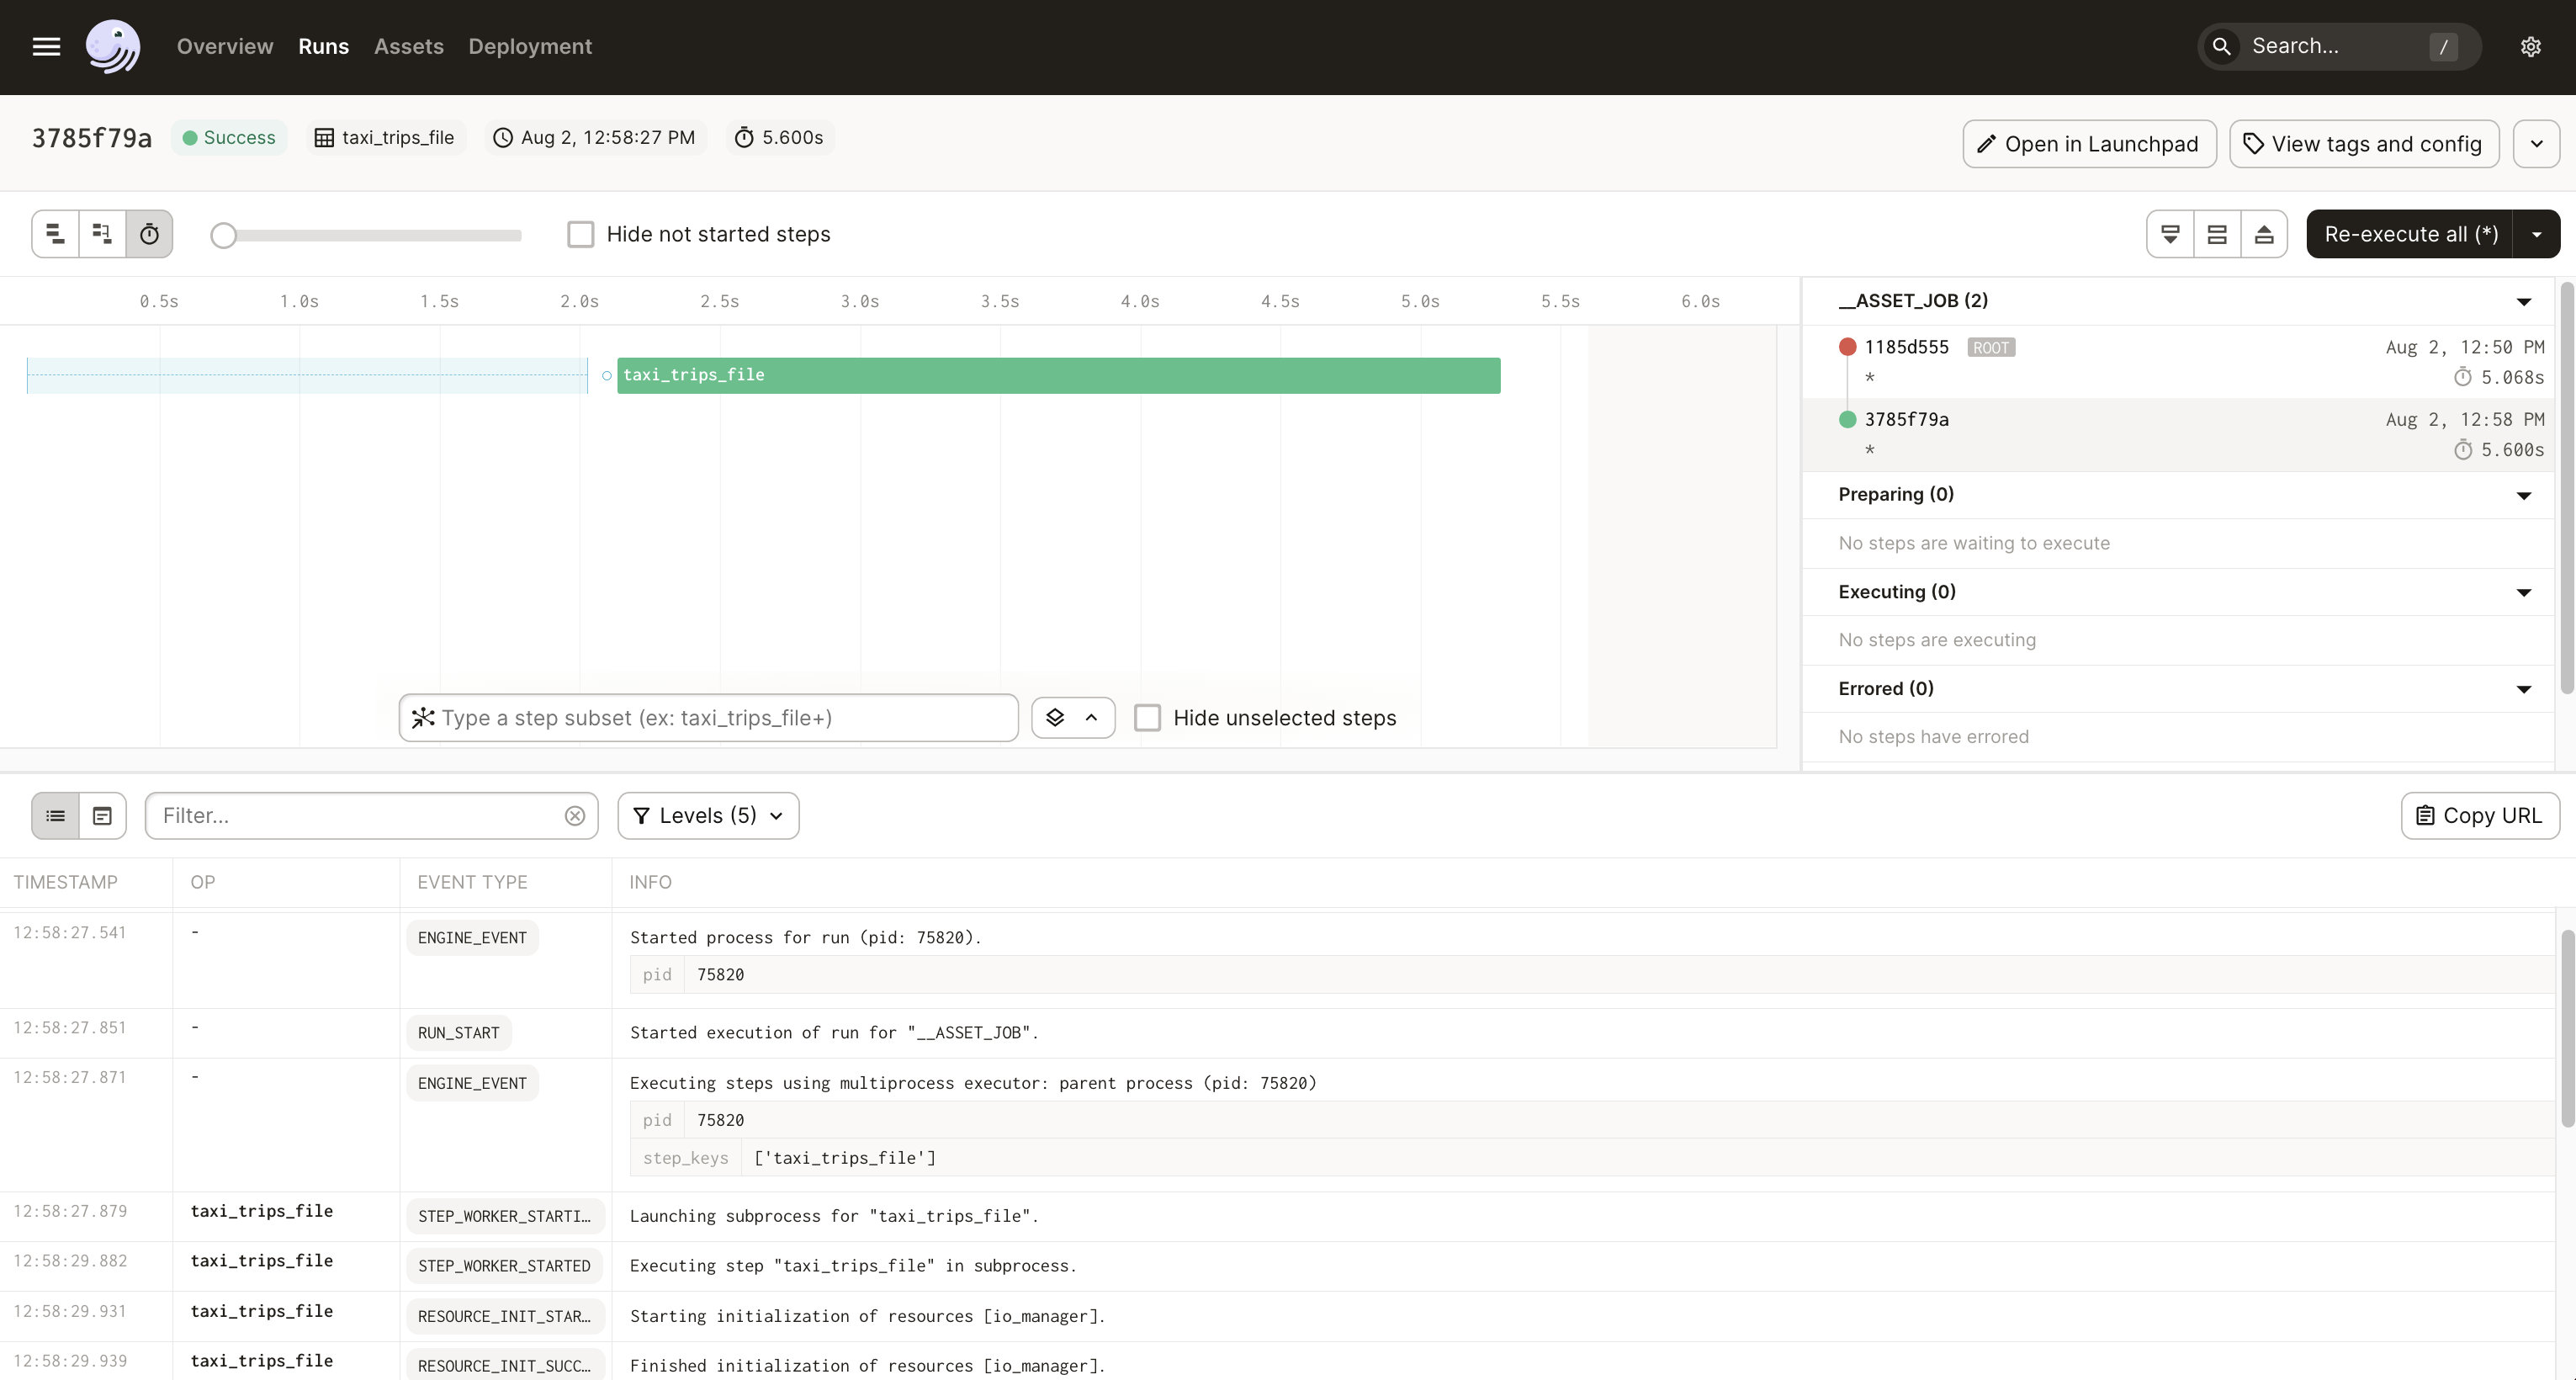 Overview Runs Assets Deployment Search... /
3785f79a Success taxi_trips_file Aug 2, 12:58:27 PM 5.600s Open in Launchpad View tags and config
Hide not started steps Re-execute all (*)
0.5s 1.0s 1.5s 2.0s 2.5s 3.0s 3.5s 4.0s 4.5s 5.0s 5.5s 6.0s
taxi_trips_file
Type a step subset (ex: taxi_trips_file+) Hide unselected steps
__ASSET_JOB (2)
1185d555 ROOT Aug 2, 12:50 PM
* 5.068s
3785f79a Aug 2, 12:58 PM
* 5.600s
Preparing (0)
No steps are waiting to execute
Executing (0)
No steps are executing
Errored (0)
No steps have errored
Filter... Levels (5) Copy URL
TIMESTAMP OP EVENT TYPE INFO
12:58:27.541 - ENGINE_EVENT Started process for run (pid: 75820).
pid 75820
12:58:27.851 - RUN_START Started execution of run for "__ASSET_JOB".
12:58:27.871 - ENGINE_EVENT Executing steps using multiprocess executor: parent process (pid: 75820)
pid 75820
step_keys ['taxi_trips_file']
12:58:27.879 taxi_trips_file STEP_WORKER_STARTI… Launching subprocess for "taxi_trips_file".
12:58:29.882 taxi_trips_file STEP_WORKER_STARTED Executing step "taxi_trips_file" in subprocess.
12:58:29.931 taxi_trips_file RESOURCE_INIT_STAR… Starting initialization of resources [io_manager].
12:58:29.939 taxi_trips_file RESOURCE_INIT_SUCC… Finished initialization of resources [io_manager].